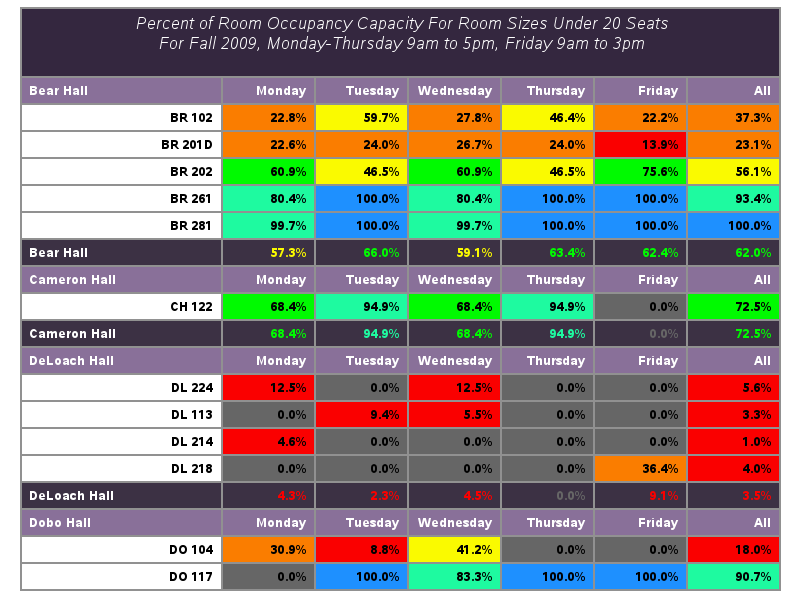 Percent of Room Occupancy Capacity For Room Sizes Under 20 Seats
For Fall 2009, Monday-Thursday 9am to 5pm, Friday 9am to 3pm
Bear Hall Monday Tuesday Wednesday Thursday Friday All
BR 102 22.8% 59.7% 27.8% 46.4% 22.2% 37.3%
BR 201D 22.6% 24.0% 26.7% 24.0% 13.9% 23.1%
BR 202 60.9% 46.5% 60.9% 46.5% 75.6% 56.1%
BR 261 80.4% 100.0% 80.4% 100.0% 100.0% 93.4%
BR 281 99.7% 100.0% 99.7% 100.0% 100.0% 100.0%
Bear Hall 57.3% 66.0% 59.1% 63.4% 62.4% 62.0%
Cameron Hall Monday Tuesday Wednesday Thursday Friday All
CH 122 68.4% 94.9% 68.4% 94.9% 0.0% 72.5%
Cameron Hall 68.4% 94.9% 68.4% 94.9% 0.0% 72.5%
DeLoach Hall Monday Tuesday Wednesday Thursday Friday All
DL 224 12.5% 0.0% 12.5% 0.0% 0.0% 5.6%
DL 113 0.0% 9.4% 5.5% 0.0% 0.0% 3.3%
DL 214 4.6% 0.0% 0.0% 0.0% 0.0% 1.0%
DL 218 0.0% 0.0% 0.0% 0.0% 36.4% 4.0%
DeLoach Hall 4.3% 2.3% 4.5% 0.0% 9.1% 3.5%
Dobo Hall Monday Tuesday Wednesday Thursday Friday All
DO 104 30.9% 8.8% 41.2% 0.0% 0.0% 18.0%
DO 117 0.0% 100.0% 83.3% 100.0% 100.0% 90.7%